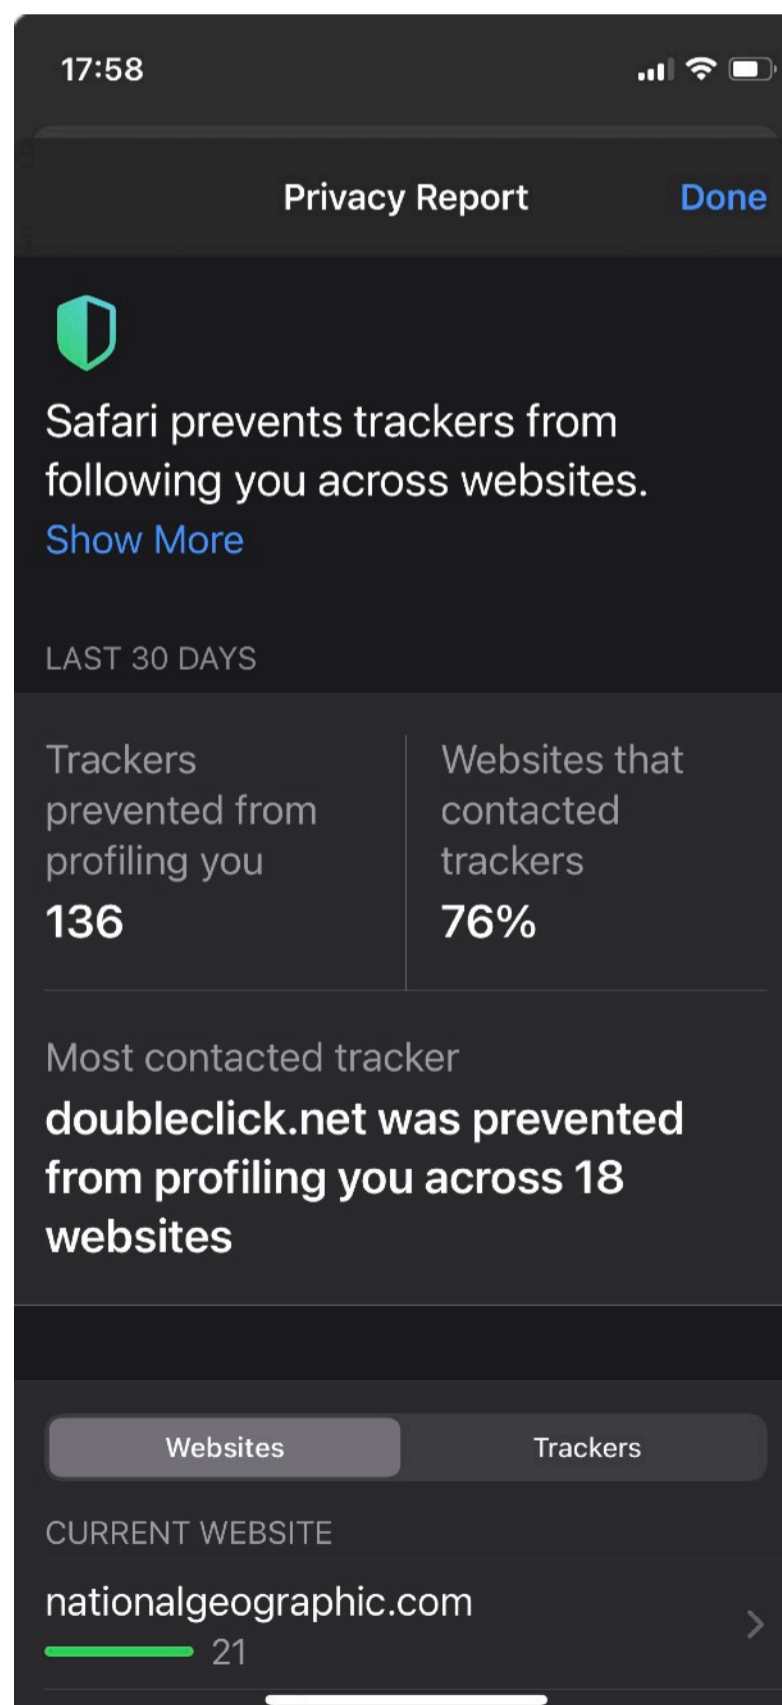 17:58
Privacy Report
Done
Safari prevents trackers from
following you across websites.
Show More
LAST 30 DAYS
Trackers
prevented from
profiling you
136
Websites that
contacted
trackers
76%
Most contacted tracker
doubleclick.net was prevented
from profiling you across 18
websites
Websites
Trackers
CURRENT WEBSITE
nationalgeographic.com
21